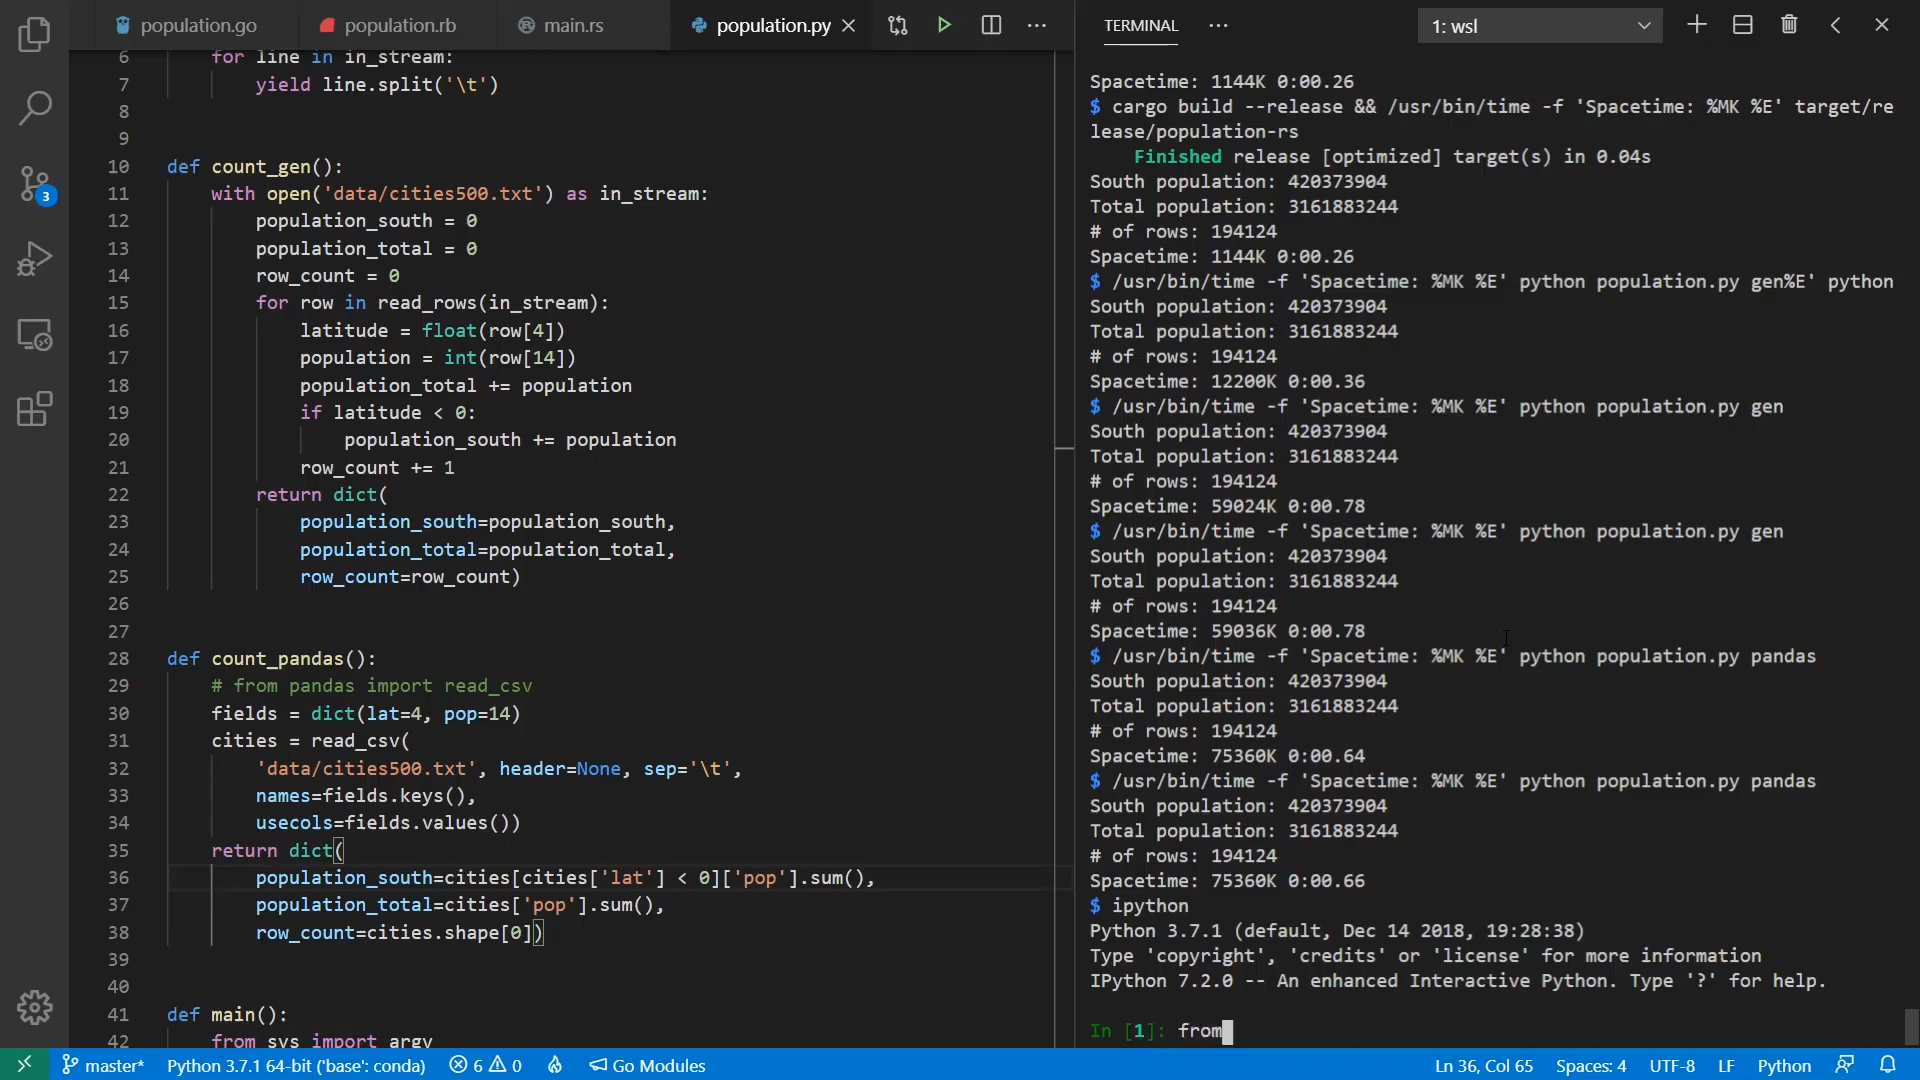 population.go
population.rb
main.rs
population.py
TERMINAL
1: wsl
6 for line in in_stream:
7 yield line.split('\t')
8
9
10 def count_gen():
11 with open('data/cities500.txt') as in_stream:
12 population_south = 0
13 population_total = 0
14 row_count = 0
15 for row in read_rows(in_stream):
16 latitude = float(row[4])
17 population = int(row[14])
18 population_total += population
19 if latitude < 0:
20 population_south += population
21 row_count += 1
22 return dict(
23 population_south=population_south,
24 population_total=population_total,
25 row_count=row_count)
26
27
28 def count_pandas():
29 # from pandas import read_csv
30 fields = dict(lat=4, pop=14)
31 cities = read_csv(
32 'data/cities500.txt', header=None, sep='\t',
33 names=fields.keys(),
34 usecols=fields.values())
35 return dict(
36 population_south=cities[cities['lat'] < 0]['pop'].sum(),
37 population_total=cities['pop'].sum(),
38 row_count=cities.shape[0])
39
40
41 def main():
42 from sys import argv
Spacetime: 1144K 0:00.26
$ cargo build --release && /usr/bin/time -f 'Spacetime: %MK %E' target/re
lease/population-rs
Finished release [optimized] target(s) in 0.04s
South population: 420373904
Total population: 3161883244
# of rows: 194124
Spacetime: 1144K 0:00.26
$ /usr/bin/time -f 'Spacetime: %MK %E' python population.py gen%E' python
South population: 420373904
Total population: 3161883244
# of rows: 194124
Spacetime: 12200K 0:00.36
$ /usr/bin/time -f 'Spacetime: %MK %E' python population.py gen
South population: 420373904
Total population: 3161883244
# of rows: 194124
Spacetime: 59024K 0:00.78
$ /usr/bin/time -f 'Spacetime: %MK %E' python population.py gen
South population: 420373904
Total population: 3161883244
# of rows: 194124
Spacetime: 59036K 0:00.78
$ /usr/bin/time -f 'Spacetime: %MK %E' python population.py pandas
South population: 420373904
Total population: 3161883244
# of rows: 194124
Spacetime: 75360K 0:00.64
$ /usr/bin/time -f 'Spacetime: %MK %E' python population.py pandas
South population: 420373904
Total population: 3161883244
# of rows: 194124
Spacetime: 75360K 0:00.66
$ ipython
Python 3.7.1 (default, Dec 14 2018, 19:28:38)
Type 'copyright', 'credits' or 'license' for more information
IPython 7.2.0 -- An enhanced Interactive Python. Type '?' for help.
In [1]: from
3
master* Python 3.7.1 64-bit ('base': conda) 6 0 Go Modules Ln 36, Col 65 Spaces: 4 UTF-8 LF Python